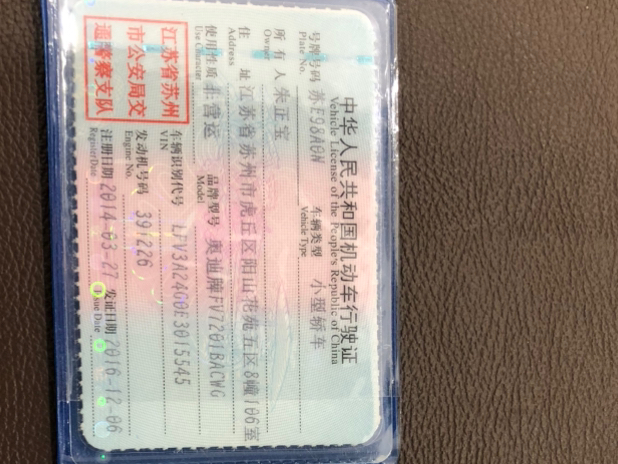 中华人民共和国机动车行驶证
Vehicle License of the People's Republic of China
号牌号码 苏E98A0N 车辆类型 小型轿车
Plate No. Vehicle Type
所有人 朱正宝
Owner
住址 江苏省苏州市虎丘区阳山花苑五区8幢106室
Address
使用性质 非营运 品牌型号 奥迪牌FV7201BACWG
Use Character Model
江苏省苏州
市公安局交
通警察支队
车辆识别代号 LFV3A24G0E3015545
VIN
发动机号码 391226
Engine No.
注册日期 2014-03-27 发证日期 2016-12-06
Register Date Issue Date